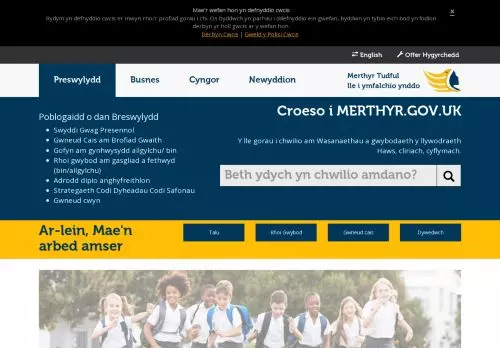 Mae'r wefan hon yn defnyddio cwcis
Rydym yn defnyddio cwcis er mwyn rhoi'r profiad gorau i chi. Os byddwch yn parhau i ddefnyddio ein gwefan, byddwn yn tybio eich bod yn fodlon
derbyn yr holl gwcis ar y wefan hon.
Derbyn Cwcis | Gweld y Polisi Cwcis
x
English
Offer Hygyrchedd
Preswylydd
Busnes
Cyngor
Newyddion
Merthyr Tudful
lle i ymfalchïo ynddo
Poblogaidd o dan Breswylydd
Swyddi Gwag Presennol
Gwneud Cais am Brofiad Gwaith
Gofyn am gynhwysydd ailgylchu/ bin
Rhoi gwybod am gasgliad a fethwyd
(bin/ailgylchu)
Adrodd dipio anghyfreithlon
Strategaeth Codi Dyheadau Codi Safonau
Gwneud cwyn
Croeso i MERTHYR.GOV.UK
Y lle gorau i chwilio am Wasanaethau a gwybodaeth y llywodraeth
Haws, cliriach, cyflymach.
Beth ydych yn chwilio amdano?
Ar-lein, Mae'n
arbed amser
Talu
Rhoi Gwybod
Gwneud cais
Dywedwch